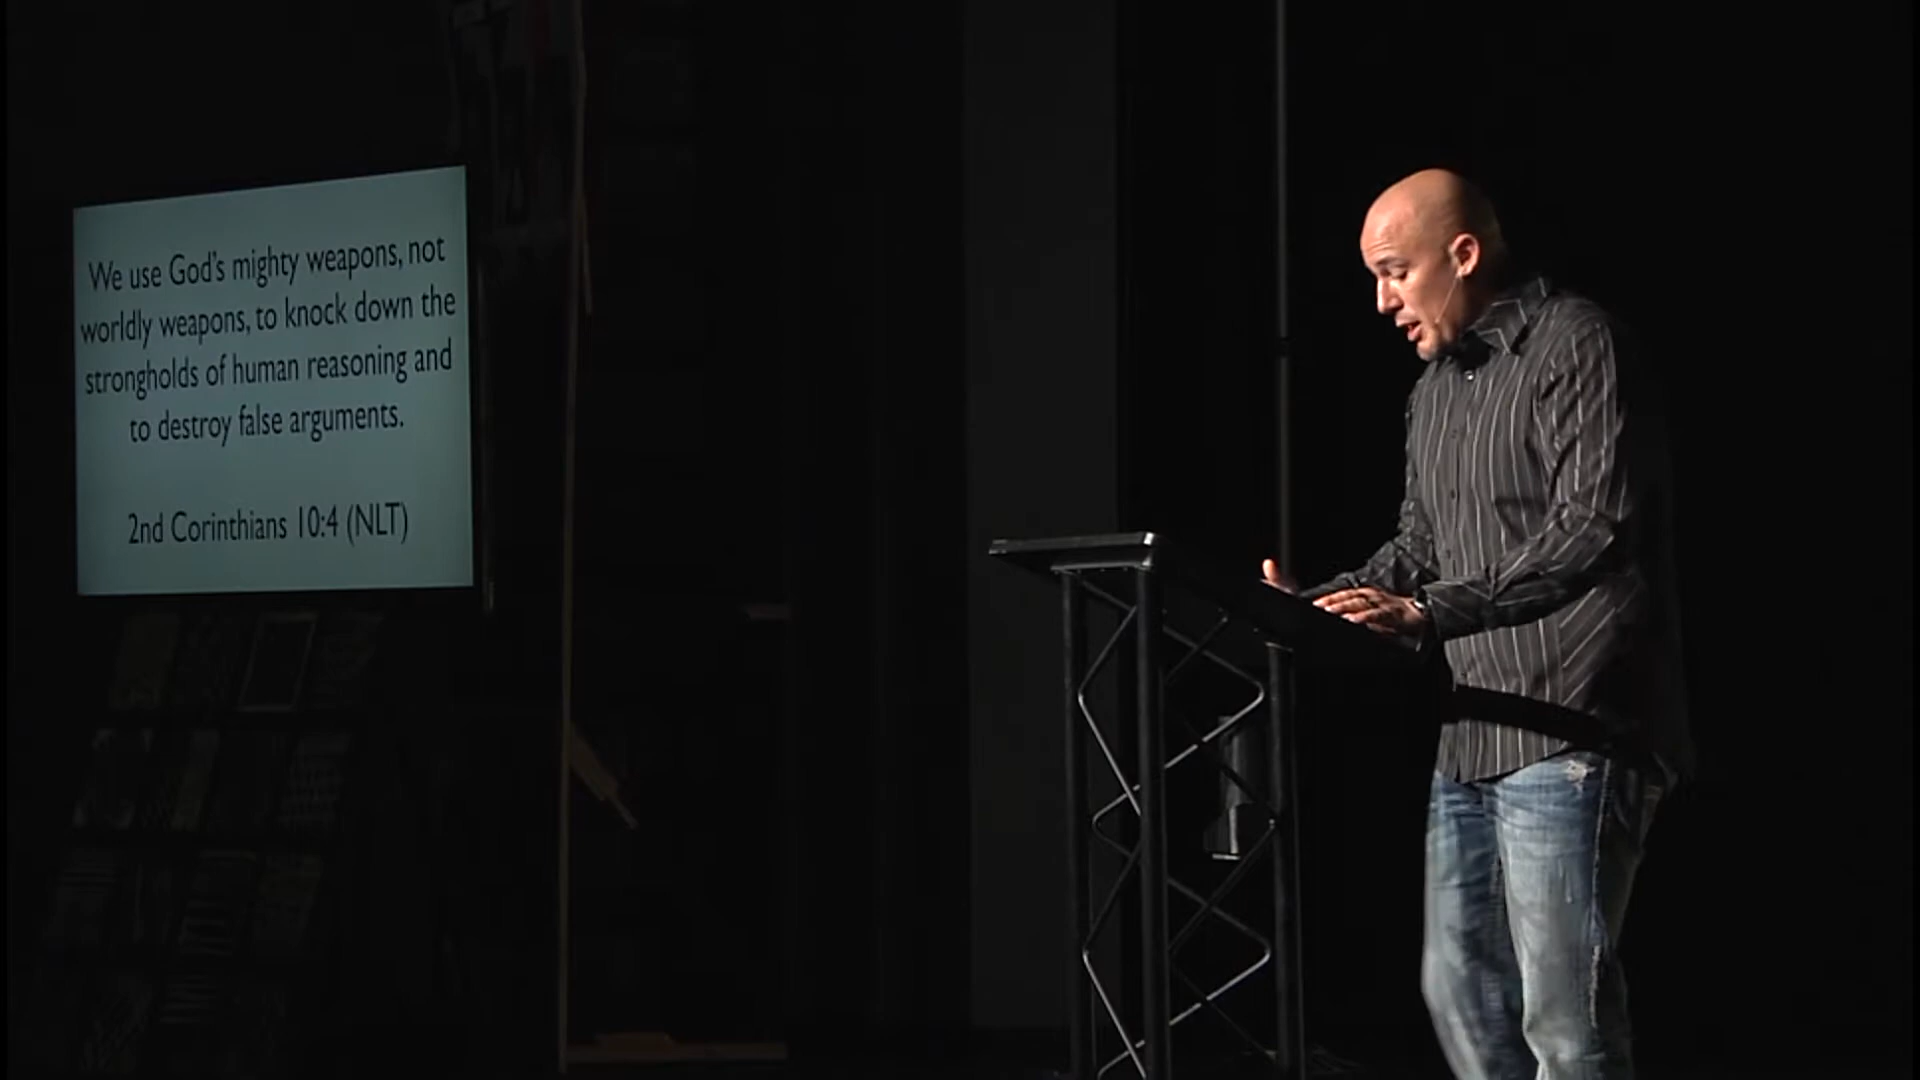 We use God's mighty weapons, not
worldly weapons, to knock down the
strongholds of human reasoning and
to destroy false arguments.
2nd Corinthians 10:4 (NLT)